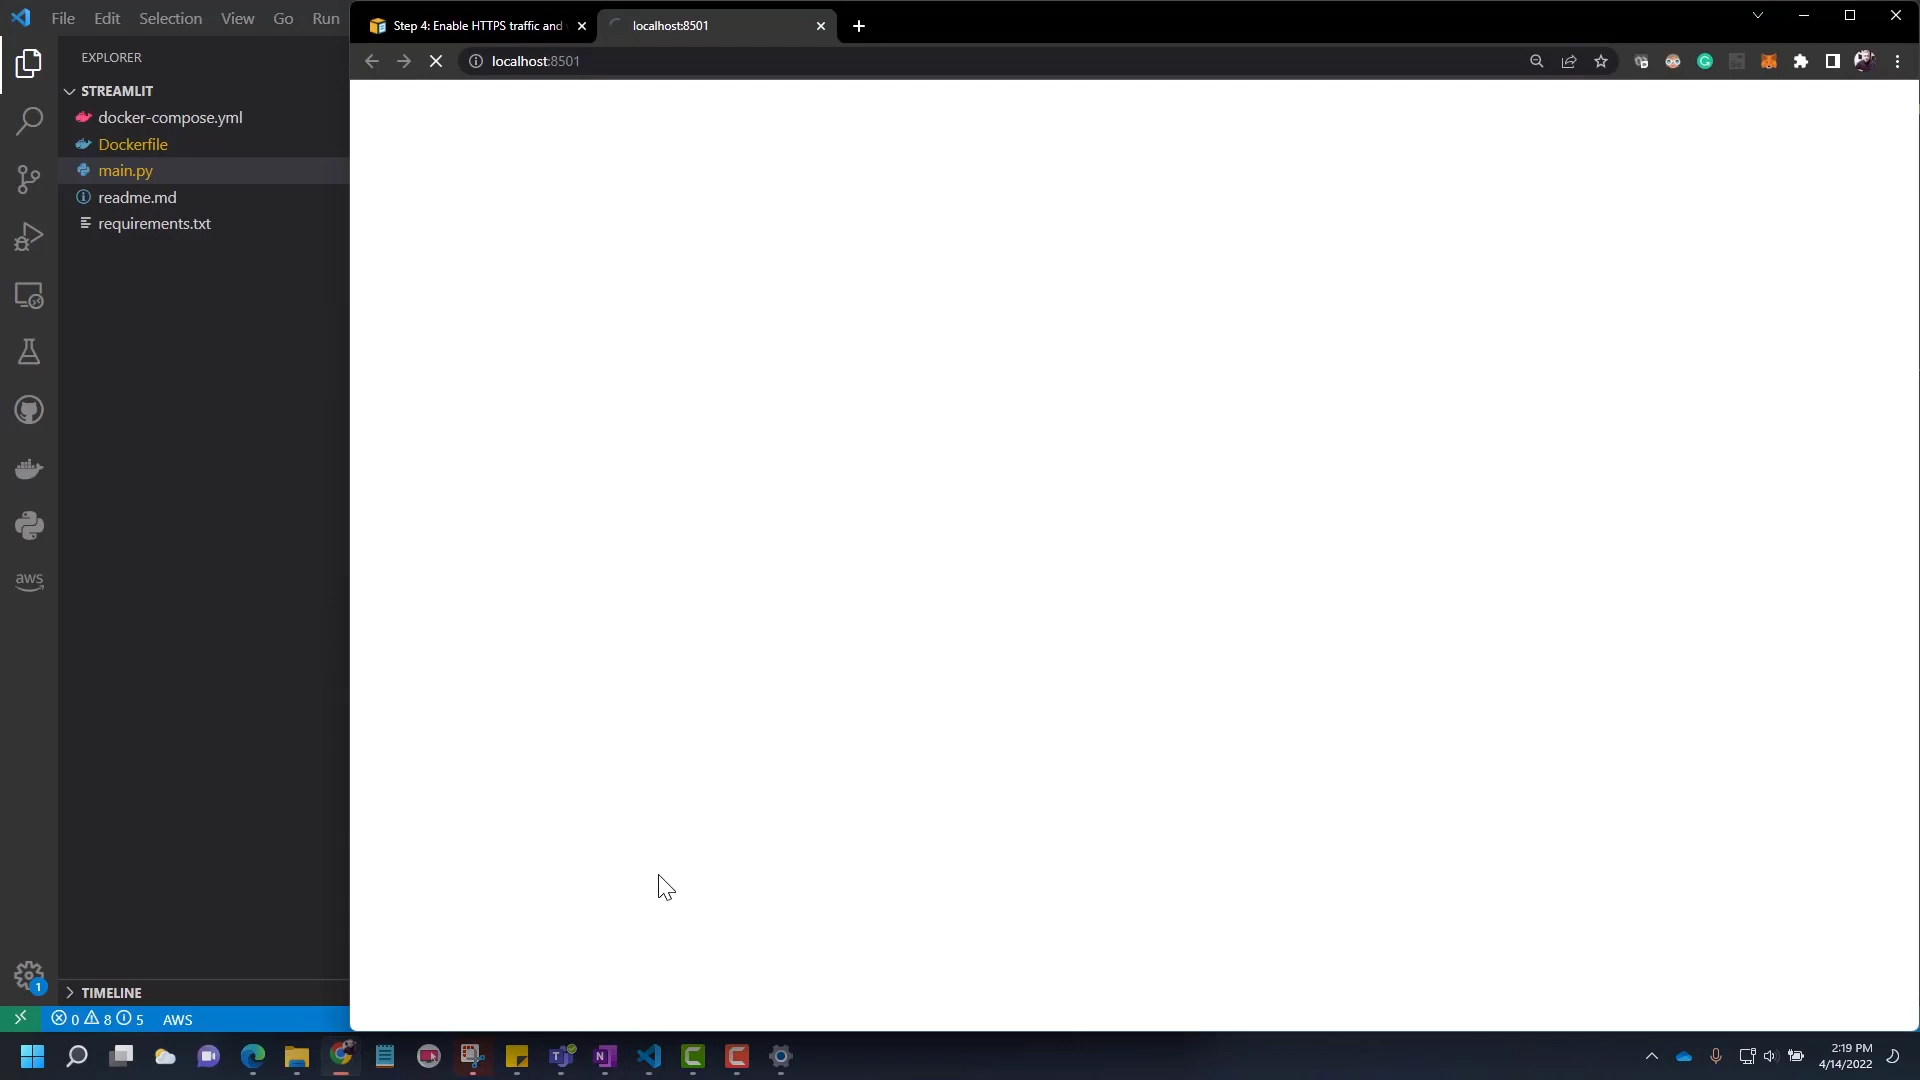 File Edit Selection View Go Run
Step 4: Enable HTTPS traffic and
localhost:8501
localhost:8501
EXPLORER
STREAMLIT
docker-compose.yml
Dockerfile
main.py
readme.md
requirements.txt
aws
1
TIMELINE
0 8 5 AWS
2:19 PM
4/14/2022